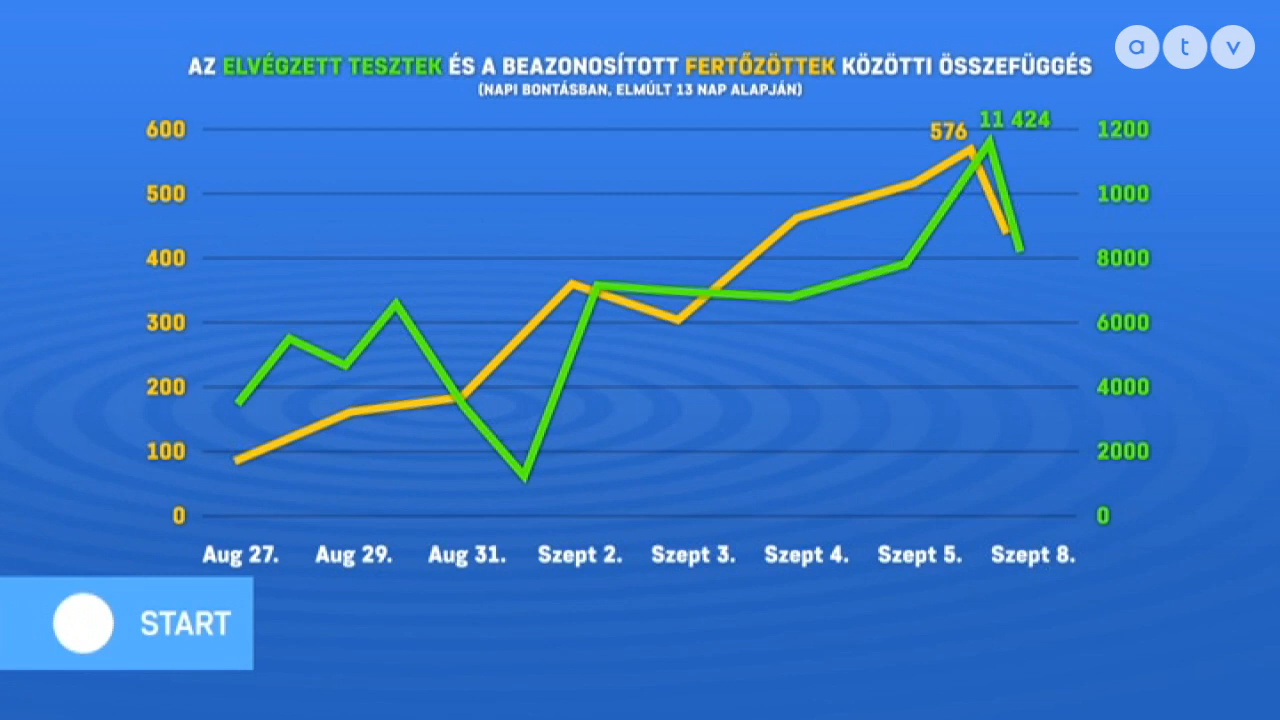 a t v
AZ ELVÉGZETT TESZTEK ÉS A BEAZONOSÍTOTT FERTŐZÖTTEK KÖZÖTTI ÖSSZEFÜGGÉS
(NAPI BONTÁSBAN, ELMÚLT 13 NAP ALAPJÁN)
576 11 424
600 1200
500 1000
400 8000
300 6000
200 4000
100 2000
0 0
Aug 27. Aug 29. Aug 31. Szept 2. Szept 3. Szept 4. Szept 5. Szept 8.
START